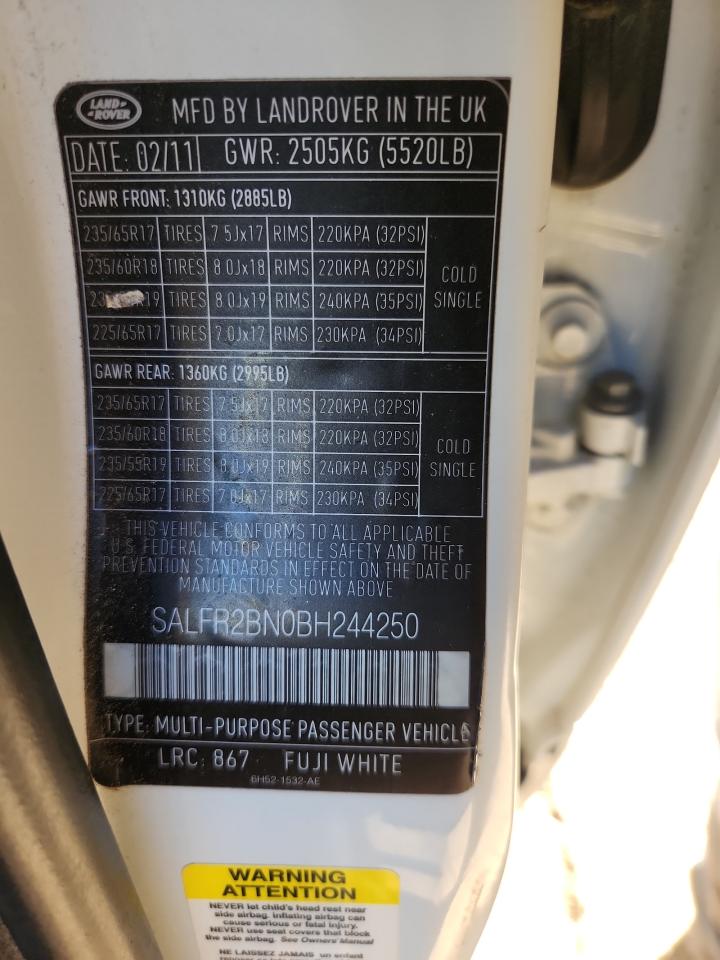 LAND-ROVER MFD BY LANDROVER IN THE UK
DATE: 02/11 GWR: 2505KG (5520LB)
GAWR FRONT: 1310KG (2885LB)
235/65R17 TIRES 7.5Jx17 RIMS 220KPA (32PSI)
235/60R18 TIRES 8.0Jx18 RIMS 220KPA (32PSI) COLD
R19 TIRES 8.0Jx19 RIMS 240KPA (35PSI) SINGLE
225/65R17 TIRES 7.0Jx17 RIMS 230KPA (34PSI)
GAWR REAR: 1360KG (2995LB)
235/65R17 TIRES 7.5Jx17 RIMS 220KPA (32PSI)
235/60R18 TIRES 8.0Jx18 RIMS 220KPA (32PSI) COLD
235/55R19 TIRES 8.0Jx19 RIMS 240KPA (35PSI) SINGLE
225/65R17 TIRES 7.0Jx17 RIMS 230KPA (34PSI)
THIS VEHICLE CONFORMS TO ALL APPLICABLE
U.S. FEDERAL MOTOR VEHICLE SAFETY AND THEFT
PREVENTION STANDARDS IN EFFECT ON THE DATE OF
MANUFACTURE SHOWN ABOVE
SALFR2BN0BH244250
TYPE: MULTI-PURPOSE PASSENGER VEHICLE
LRC: 867 FUJI WHITE
6H52-1532-AE
WARNING
ATTENTION
NEVER let child's head rest near
side airbag. Inflating airbag can
cause serious or fatal injury.
NEVER use seat covers that block
the side airbag. See Owners' Manual
NE LAISSEZ JAMAIS un enfant